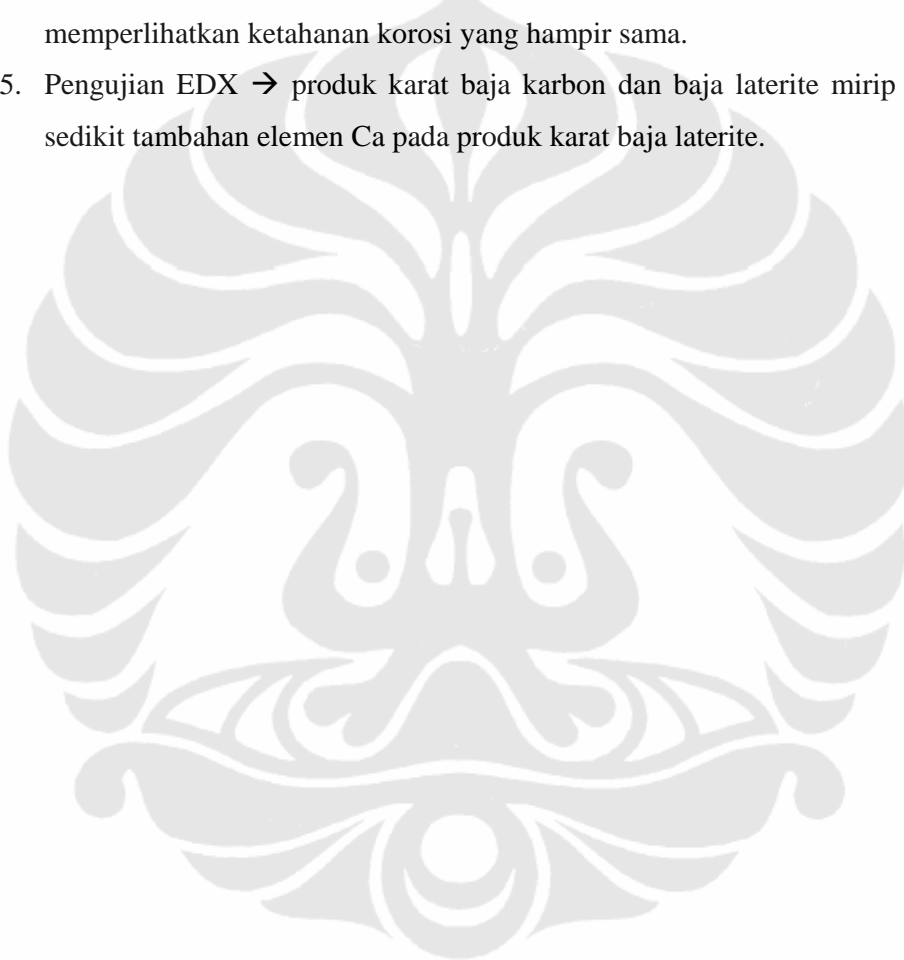 memperlihatkan ketahanan korosi yang hampir sama.
5. Pengujian EDX → produk karat baja karbon dan baja laterite mirip
sedikit tambahan elemen Ca pada produk karat baja laterite.